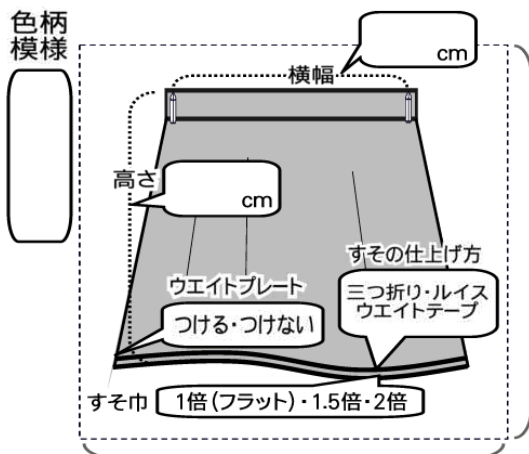 色柄
模様
cm
横幅
高さ
cm
すその仕上げ方
ウエイトプレート
三つ折り・ルイス
ウエイトテープ
つける・つけない
すそ巾 1倍(フラット)・1.5倍・2倍